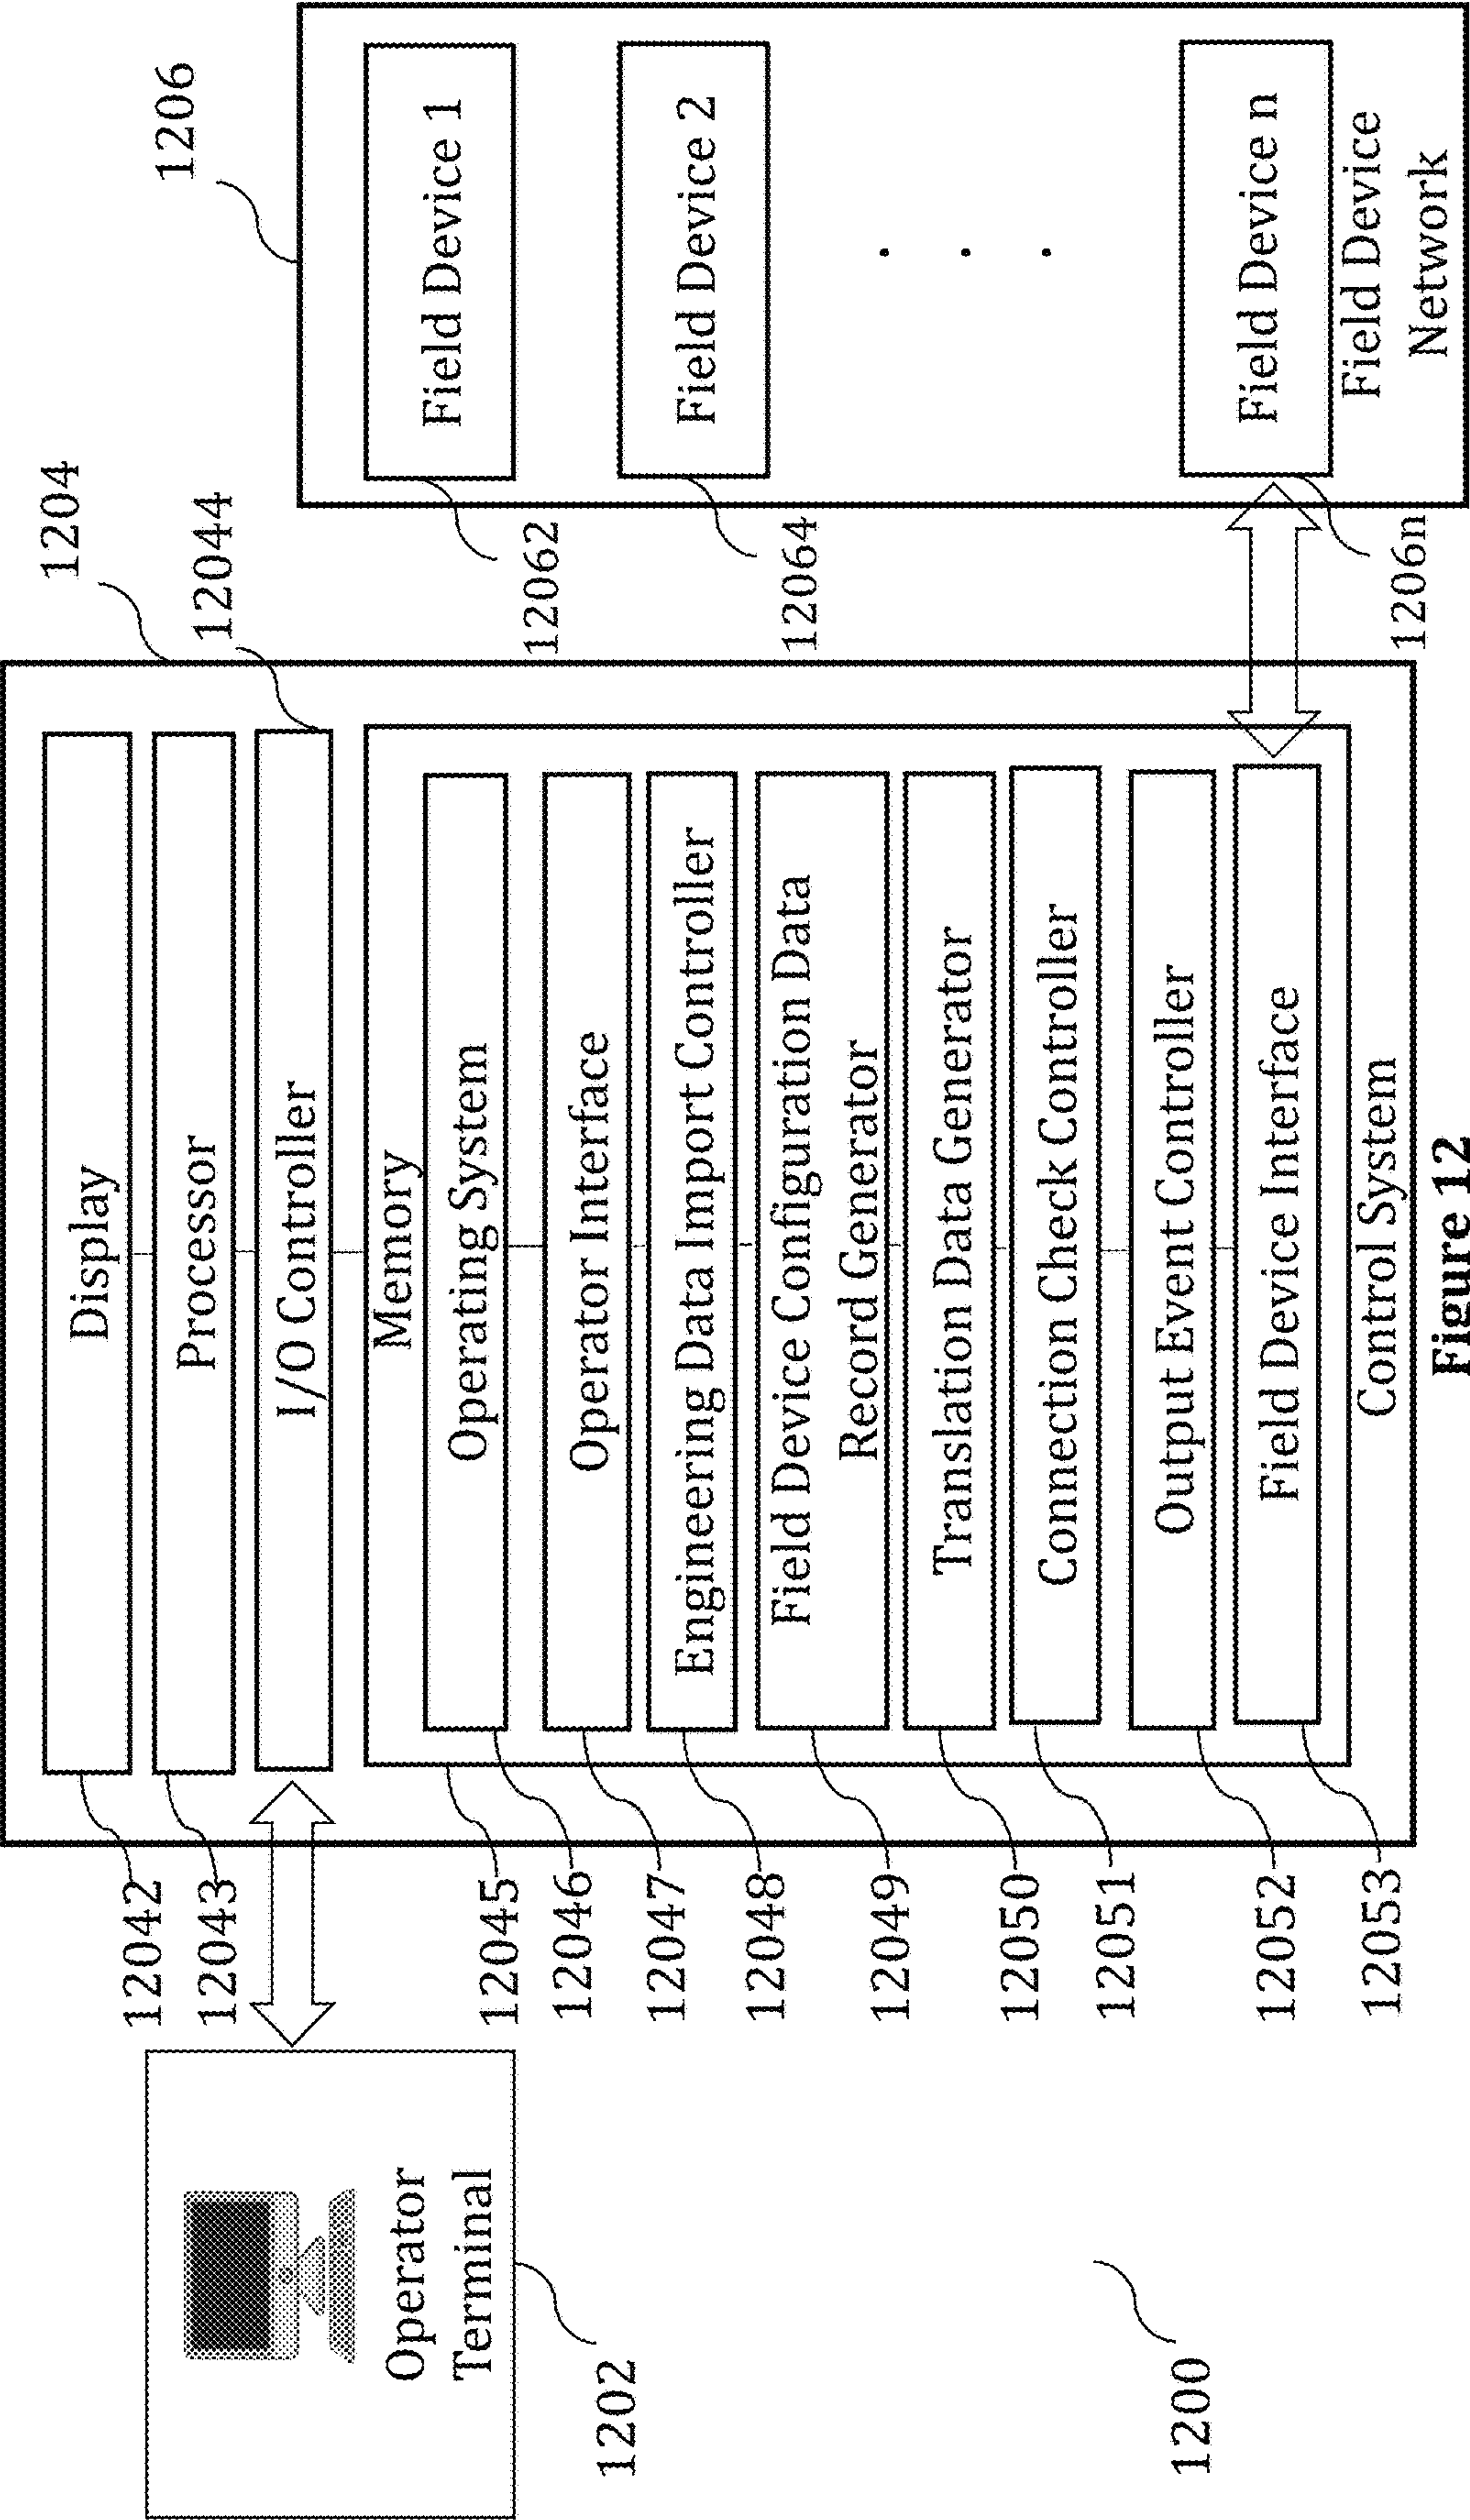 1204
1206
12044
Display
Processor
I/O Controller
Memory
Operating System
Operator Interface
Engineering Data Import Controller
Field Device Configuration Data
Record Generator
Translation Data Generator
Connection Check Controller
Output Event Controller
Field Device Interface
Control System
12042
12043
12045
12046
12047
12048
12049
12050
12051
12052
12053
Operator
Terminal
1202
1200
Field Device 1
12062
Field Device 2
12064
Field Device n
1206n
Field Device
Network
Figure 12